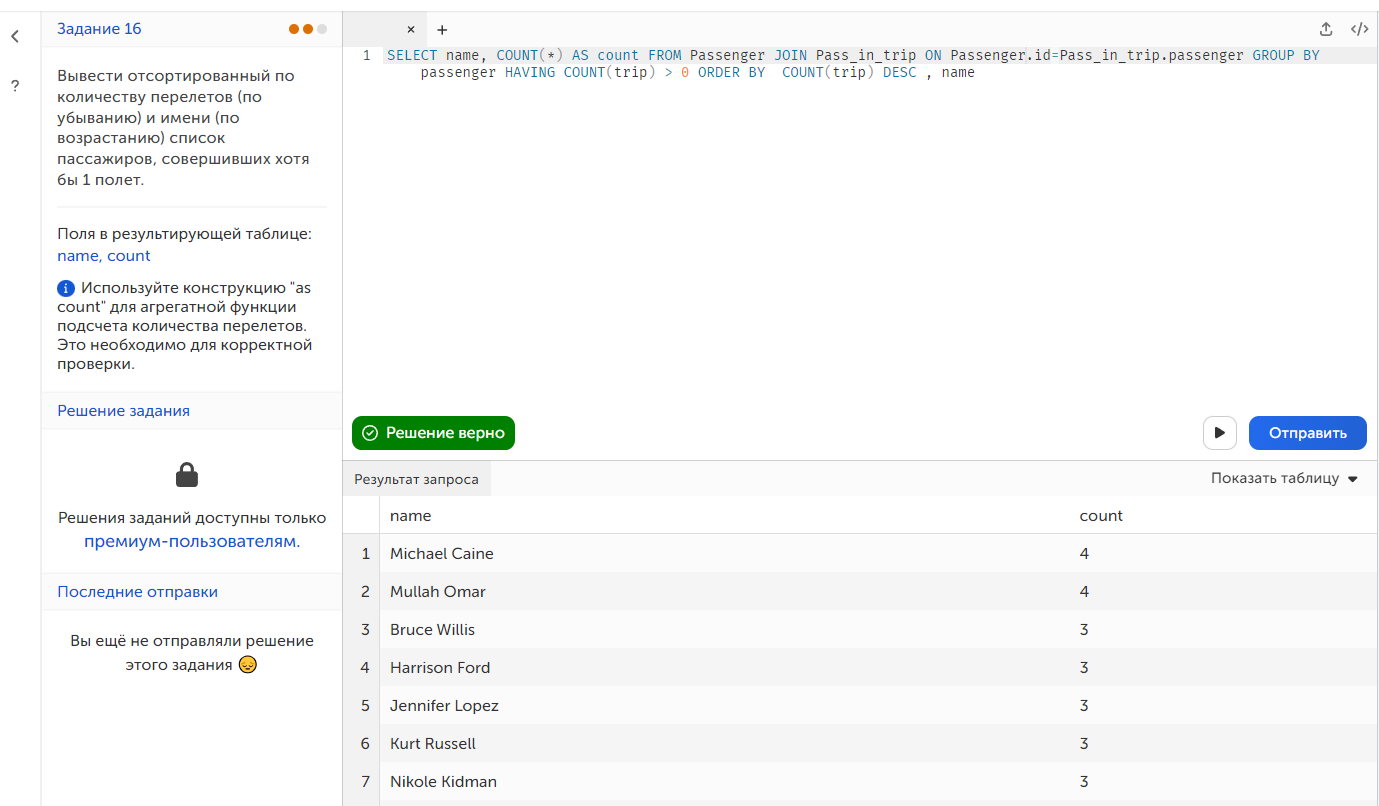 Задание 16
Вывести отсортированный по
количеству перелетов (по
убыванию) и имени (по
возрастанию) список
пассажиров, совершивших хотя
бы 1 полет.
Поля в результирующей таблице:
name, count
Используйте конструкцию "as
count" для агрегатной функции
подсчета количества перелетов.
Это необходимо для корректной
проверки.
Решение задания
Решения заданий доступны только
премиум-пользователям.
Последние отправки
Вы ещё не отправляли решение
этого задания 😔
× +
?
</>
1 SELECT name, COUNT(*) AS count FROM Passenger JOIN Pass_in_trip ON Passenger.id=Pass_in_trip.passenger GROUP BY
passenger HAVING COUNT(trip) > 0 ORDER BY  COUNT(trip) DESC , name
Решение верно
Отправить
Результат запроса
Показать таблицу
name count
1 Michael Caine 4
2 Mullah Omar 4
3 Bruce Willis 3
4 Harrison Ford 3
5 Jennifer Lopez 3
6 Kurt Russell 3
7 Nikole Kidman 3